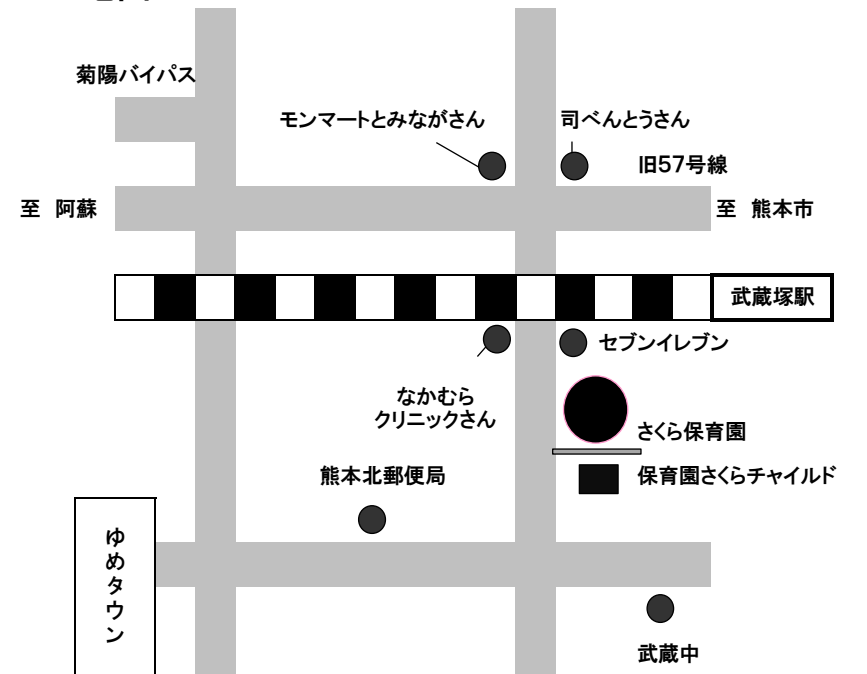 菊陽バイパス
モンマートとみながさん
司べんとうさん
旧57号線
至 阿蘇
至 熊本市
武蔵塚駅
セブンイレブン
なかむら
クリニックさん
さくら保育園
熊本北郵便局
保育園さくらチャイルド
ゆめタウン
武蔵中